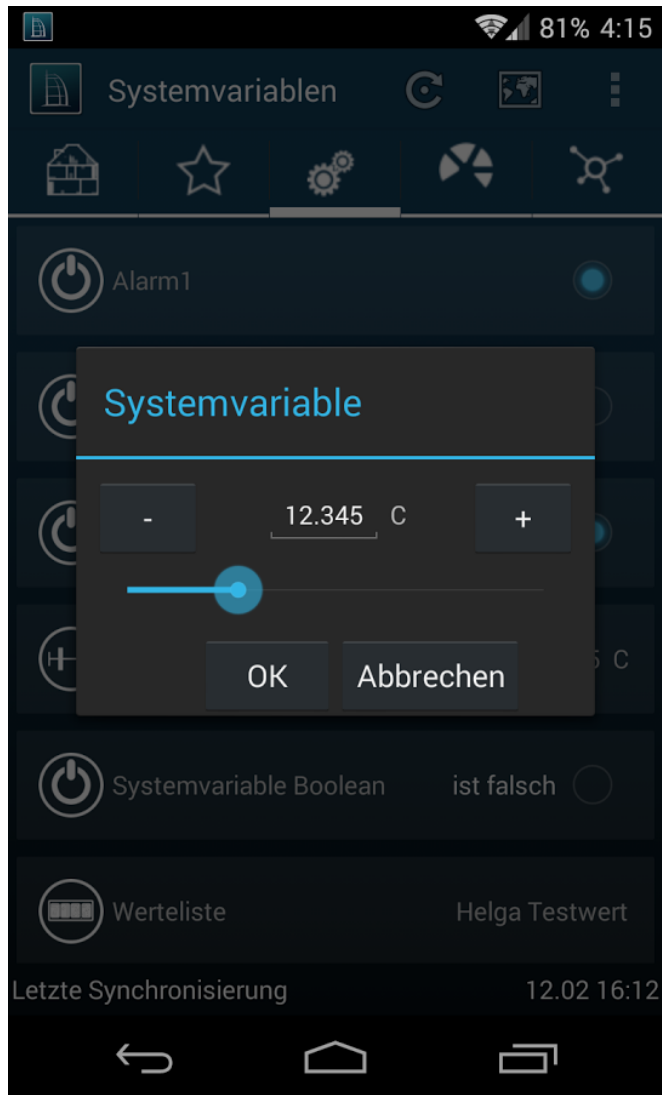 81% 4:15
Systemvariablen
Alarm1
Systemvariable
- 12.345 C +
5 C
OK Abbrechen
Systemvariable Boolean ist falsch
Werteliste Helga Testwert
Letzte Synchronisierung 12.02 16:12